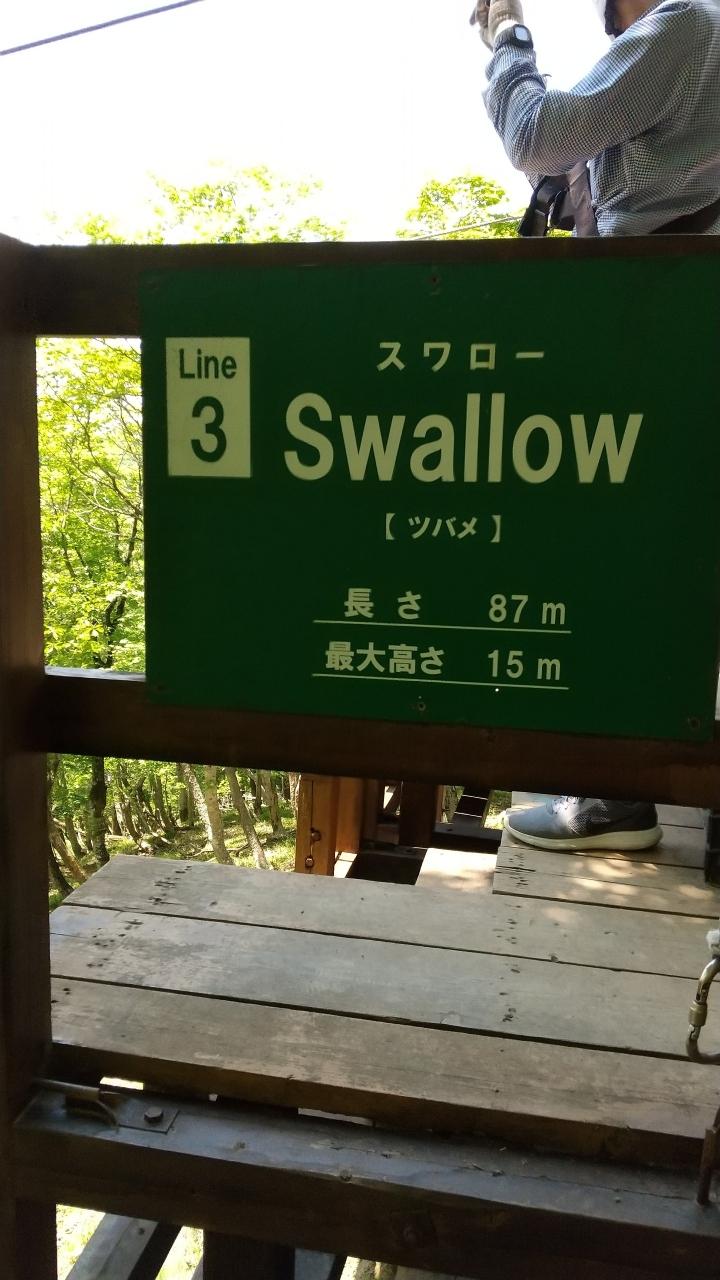 Line
3
スワロー
Swallow
【ツバメ】
長さ 87 m
最大高さ 15 m